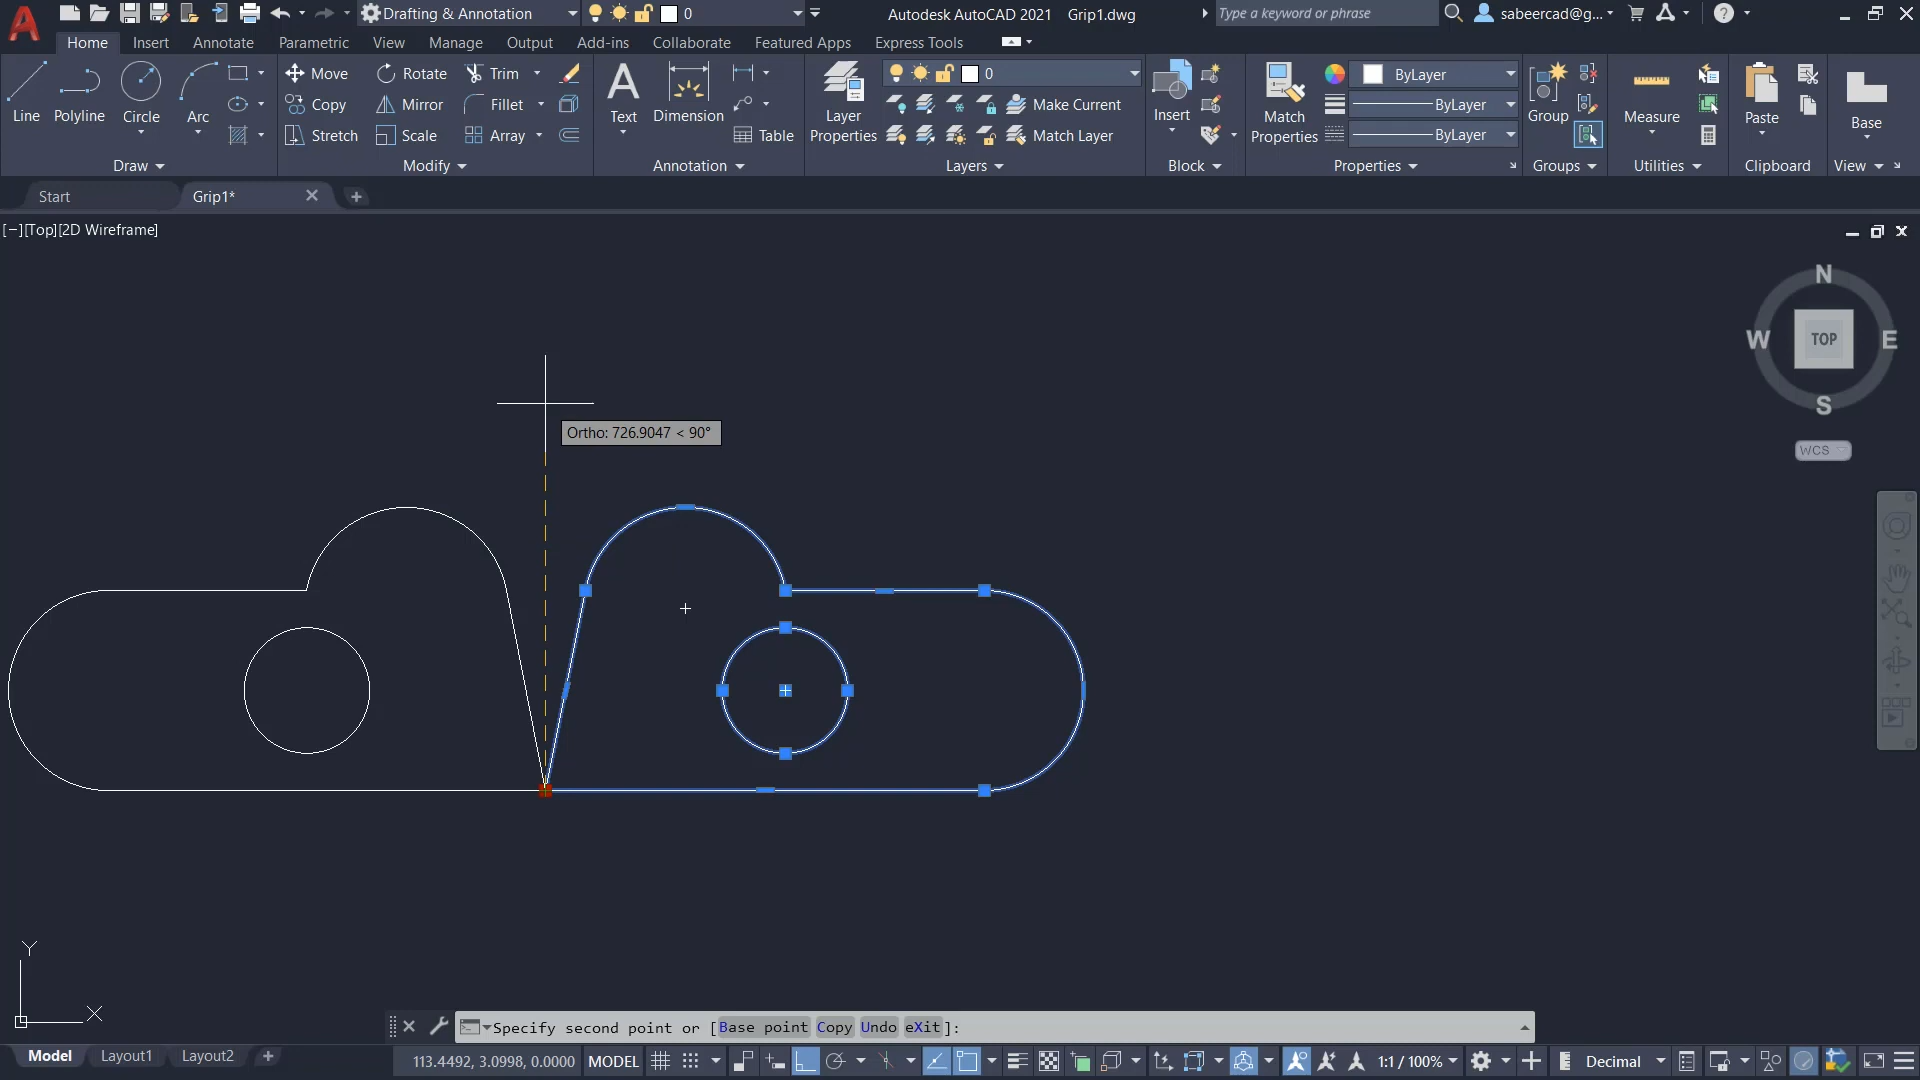 Drafting & Annotation 0 Autodesk AutoCAD 2021 Grip1.dwg Type a keyword or phrase sabeercad@g...
Home Insert Annotate Parametric View Manage Output Add-ins Collaborate Featured Apps Express Tools
Move Rotate Trim 0 ByLayer
Line Polyline Circle Arc Copy Mirror Fillet Text Dimension Layer Properties Make Current Insert Match Properties ByLayer Group Measure Paste Base
Stretch Scale Array Table Match Layer ByLayer
Draw Modify Annotation Layers Block Properties Groups Utilities Clipboard View
Start Grip1*
[−][Top][2D Wireframe]
N
W TOP E
S
Ortho: 726.9047 < 90°
WCS
Y
X
Specify second point or [Base point Copy Undo eXit]:
Model Layout1 Layout2 113.4492, 3.0998, 0.0000 MODEL 1:1 / 100% Decimal